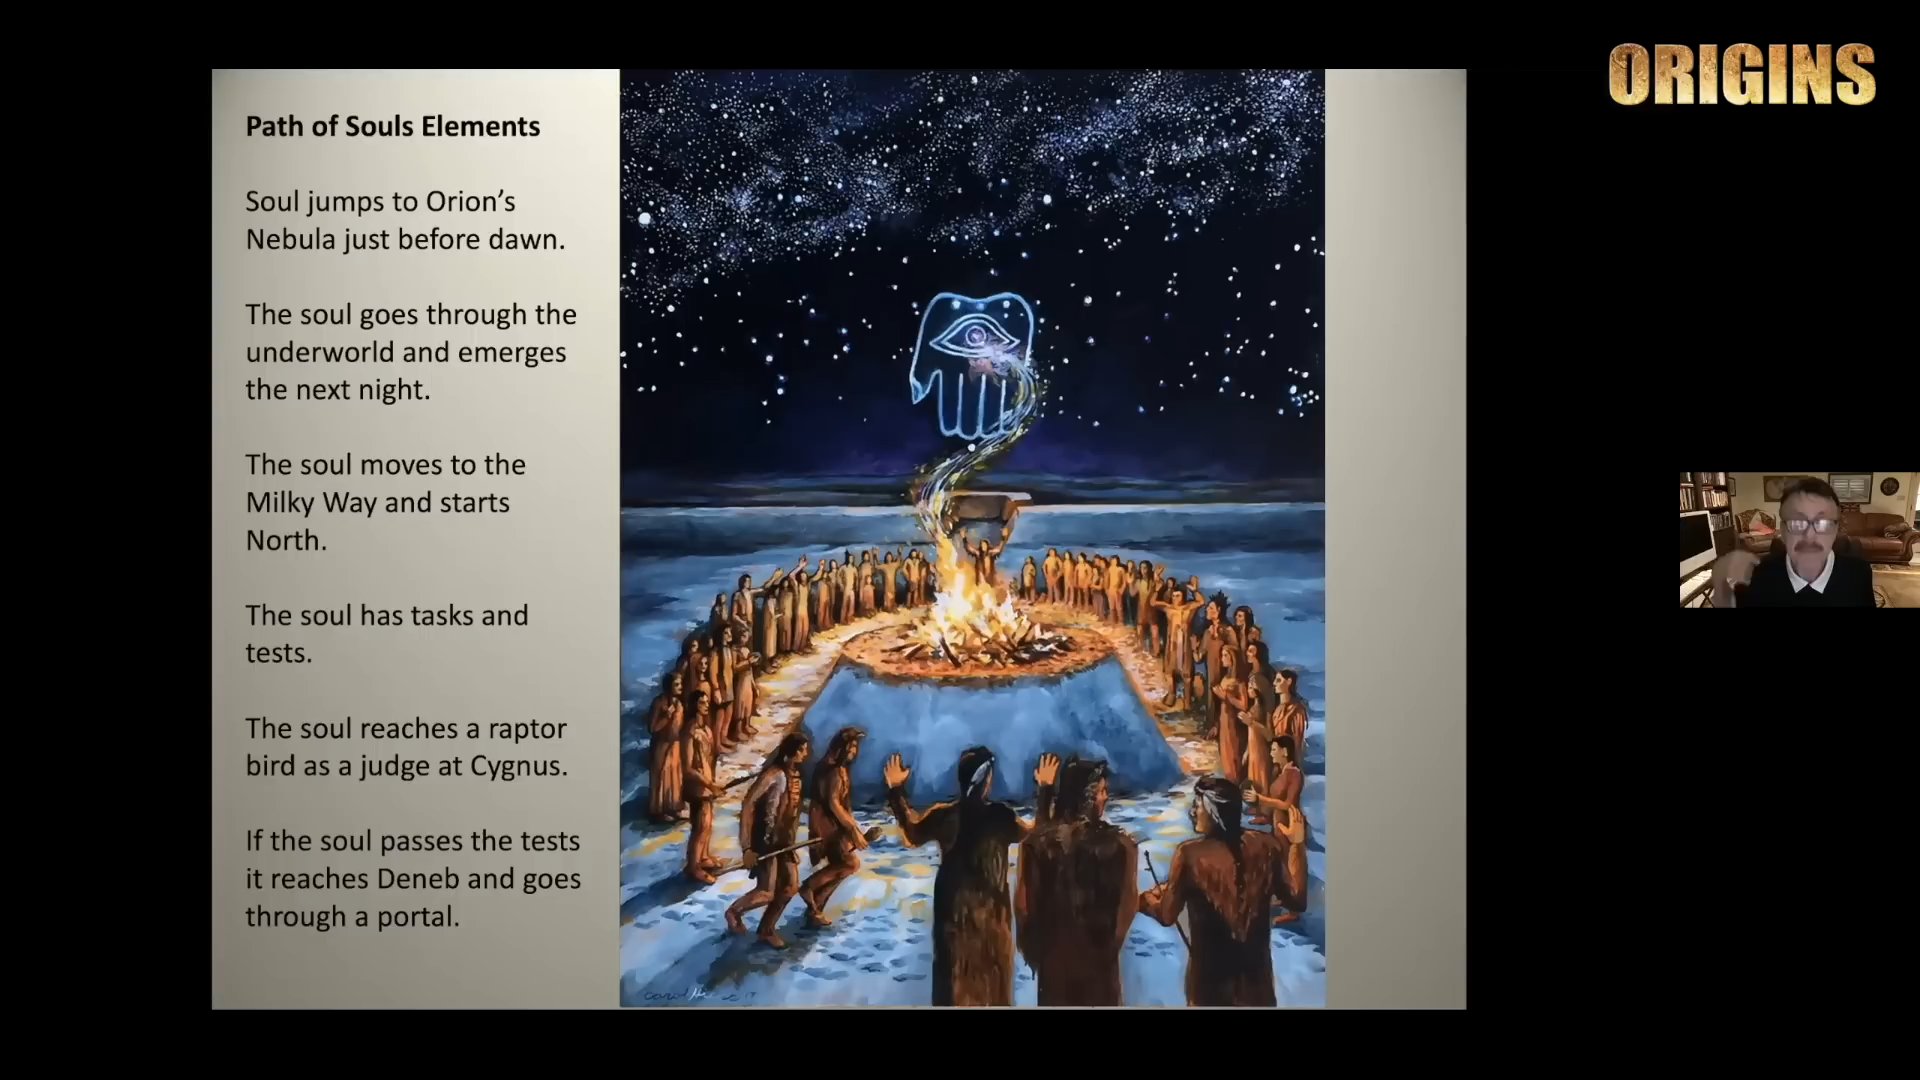 ORIGINS
Path of Souls Elements
Soul jumps to Orion’s
Nebula just before dawn.
The soul goes through the
underworld and emerges
the next night.
The soul moves to the
Milky Way and starts
North.
The soul has tasks and
tests.
The soul reaches a raptor
bird as a judge at Cygnus.
If the soul passes the tests
it reaches Deneb and goes
through a portal.